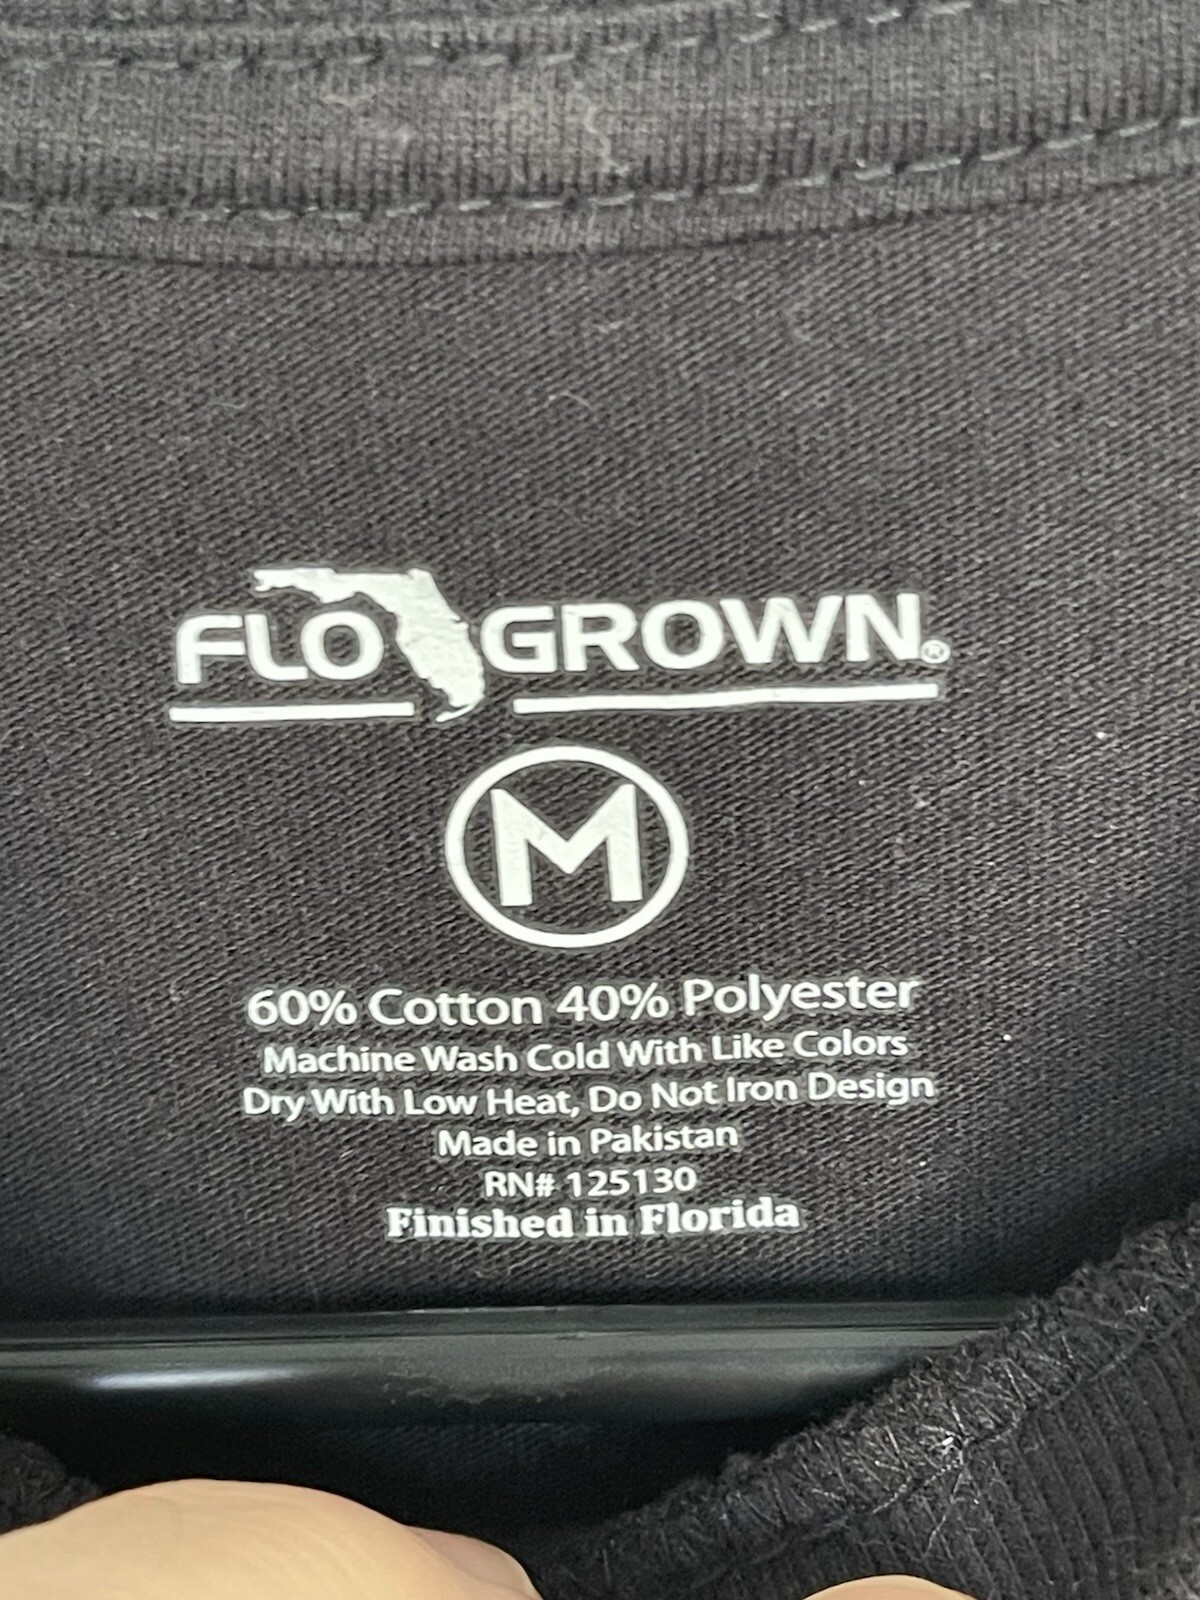 FLO GROWN®
M
60% Cotton 40% Polyester
Machine Wash Cold With Like Colors
Dry With Low Heat, Do Not Iron Design
Made in Pakistan
RN# 125130
Finished in Florida